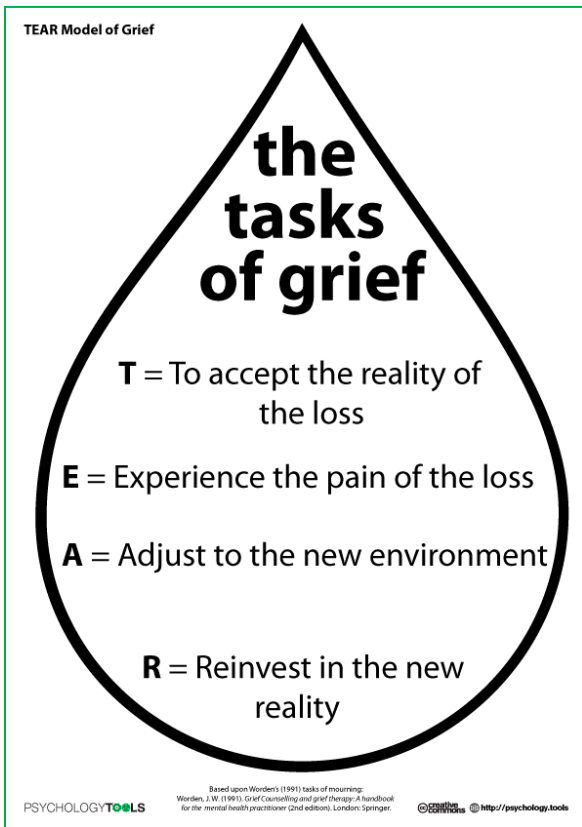 TEAR Model of Grief
the
tasks
of grief
T = To accept the reality of
the loss
E = Experience the pain of the loss
A = Adjust to the new environment
R = Reinvest in the new
reality
Based upon Worden's (1991) tasks of mourning:
Worden, J. W. (1991). Grief Counselling and grief therapy: A handbook
for the mental health practitioner (2nd edition). London: Springer.
PSYCHOLOGYTOOLS
cc creative commons http://psychology.tools